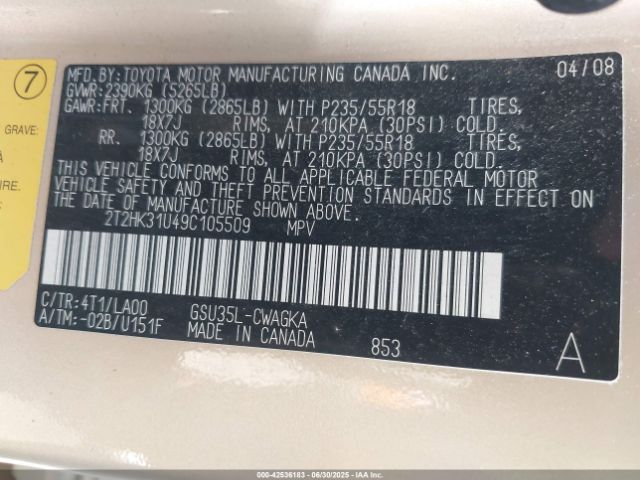 7
GRAVE:
MFD. BY: TOYOTA MOTOR MANUFACTURING CANADA INC. 04/08
GVWR: 2390KG (5265LB)
GAWR: FRT. 1300KG (2865LB) WITH P235/55R18 TIRES,
18X7J RIMS, AT 210KPA (30PSI) COLD.
RR. 1300KG (2865LB) WITH P235/55R18 TIRES,
18X7J RIMS, AT 210KPA (30PSI) COLD.
THIS VEHICLE CONFORMS TO ALL APPLICABLE FEDERAL MOTOR
VEHICLE SAFETY AND THEFT PREVENTION STANDARDS IN EFFECT ON
THE DATE OF MANUFACTURE SHOWN ABOVE.
2T2HK31U49C105509 MPV
C/TR: 4T1/LA00 GSU35L-CWAGKA
A/TM: -02B/U151F MADE IN CANADA 853 A
000-42536183 / 06/30/2025 - IAAI.COM